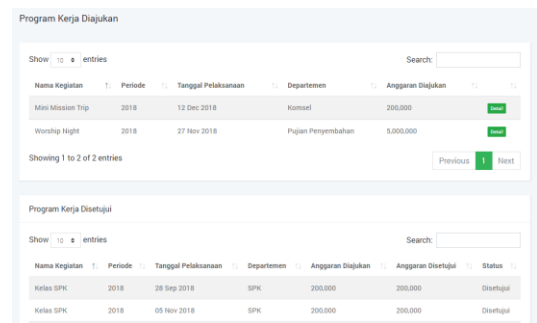 Program Kerja Diajukan
Show 10 entries Search:
Nama Kegiatan Periode Tanggal Pelaksanaan Departemen Anggaran Diajukan
Mini Mission Trip 2018 12 Dec 2018 Komsel 200,000 Detail
Worship Night 2018 27 Nov 2018 Pujian Penyembahan 5,000,000 Detail
Showing 1 to 2 of 2 entries Previous 1 Next
Program Kerja Disetujui
Show 10 entries Search:
Nama Kegiatan Periode Tanggal Pelaksanaan Departemen Anggaran Diajukan Anggaran Disetujui Status
Kelas SPK 2018 28 Sep 2018 SPK 200,000 200,000 Disetujui
Kelas SPK 2018 05 Nov 2018 SPK 200,000 200,000 Disetujui